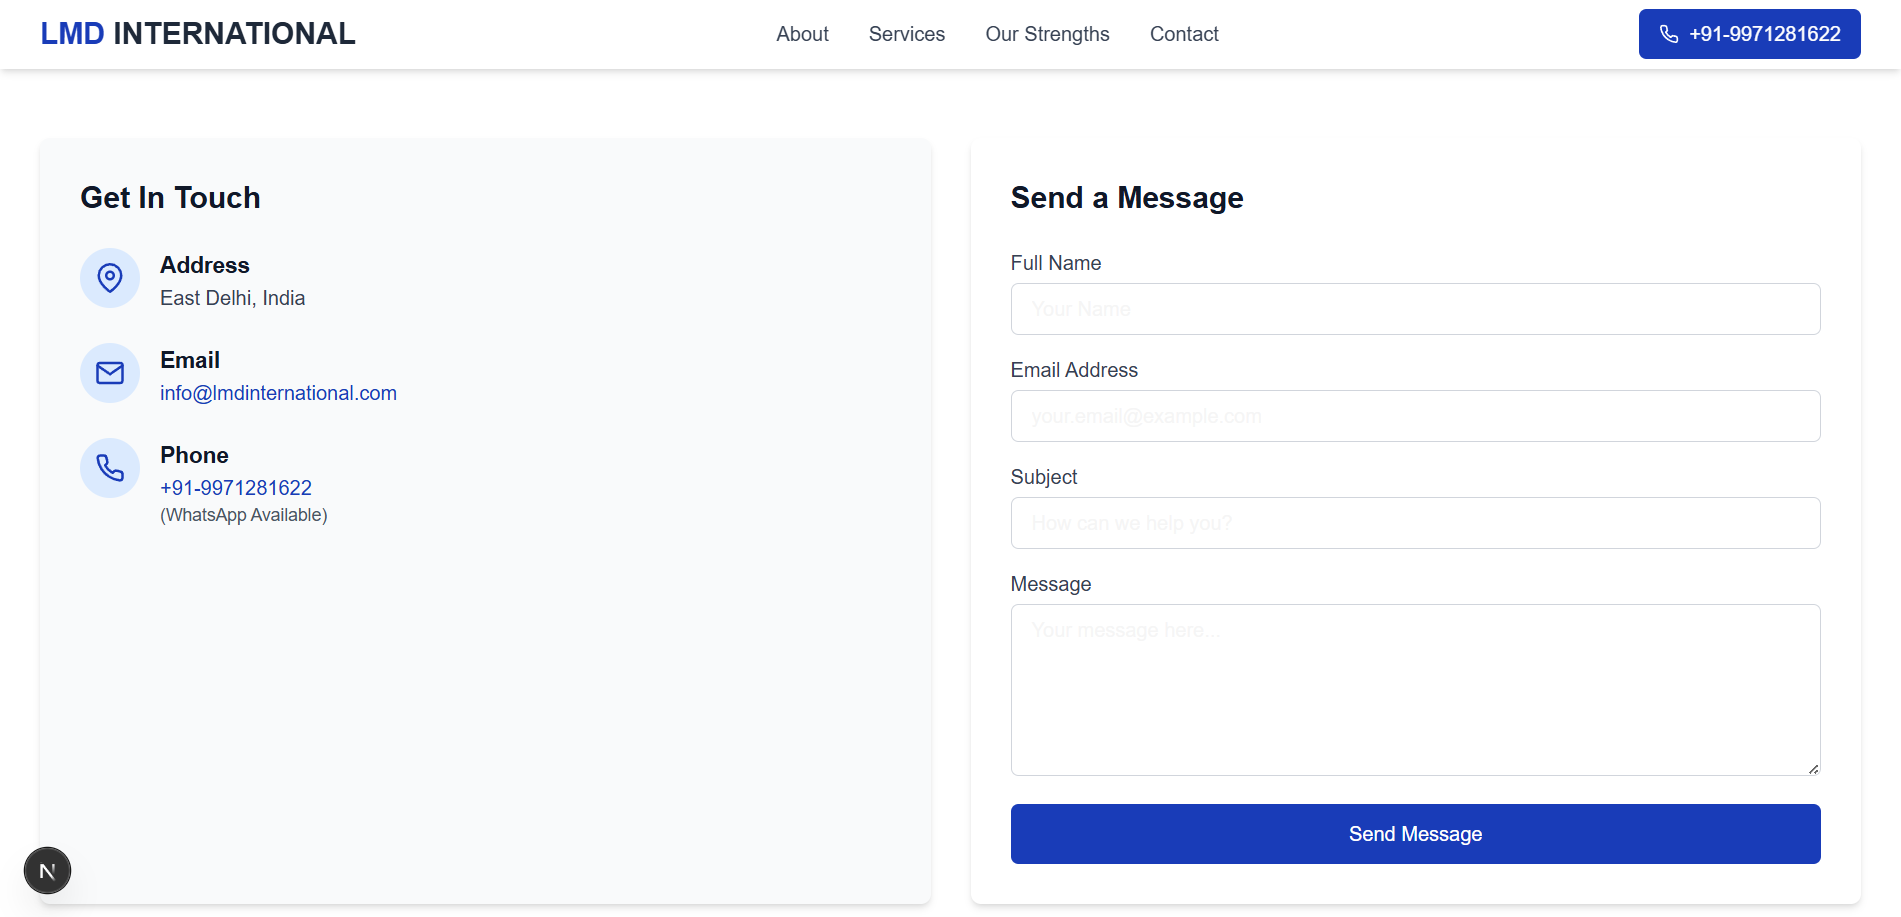 LMD INTERNATIONAL
About
Services
Our Strengths
Contact
+91-9971281622
Get In Touch
Address
East Delhi, India
Email
info@lmdinternational.com
Phone
+91-9971281622
(WhatsApp Available)
Send a Message
Full Name
Your Name
Email Address
your.email@example.com
Subject
How can we help you?
Message
Your message here...
Send Message
N